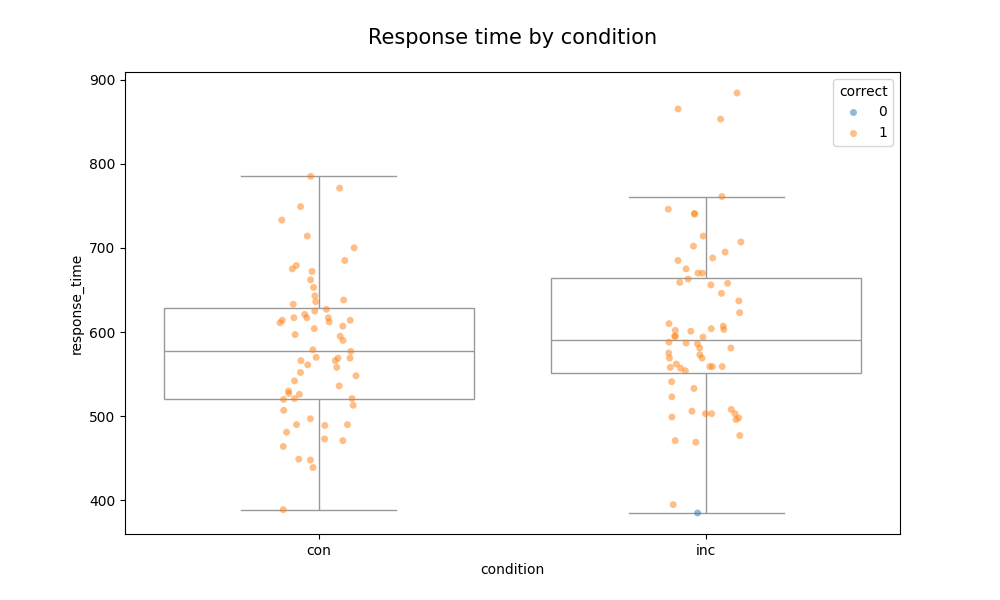 Response time by condition
900
800
700
600
500
400
response_time
correct
0
1
con
inc
condition